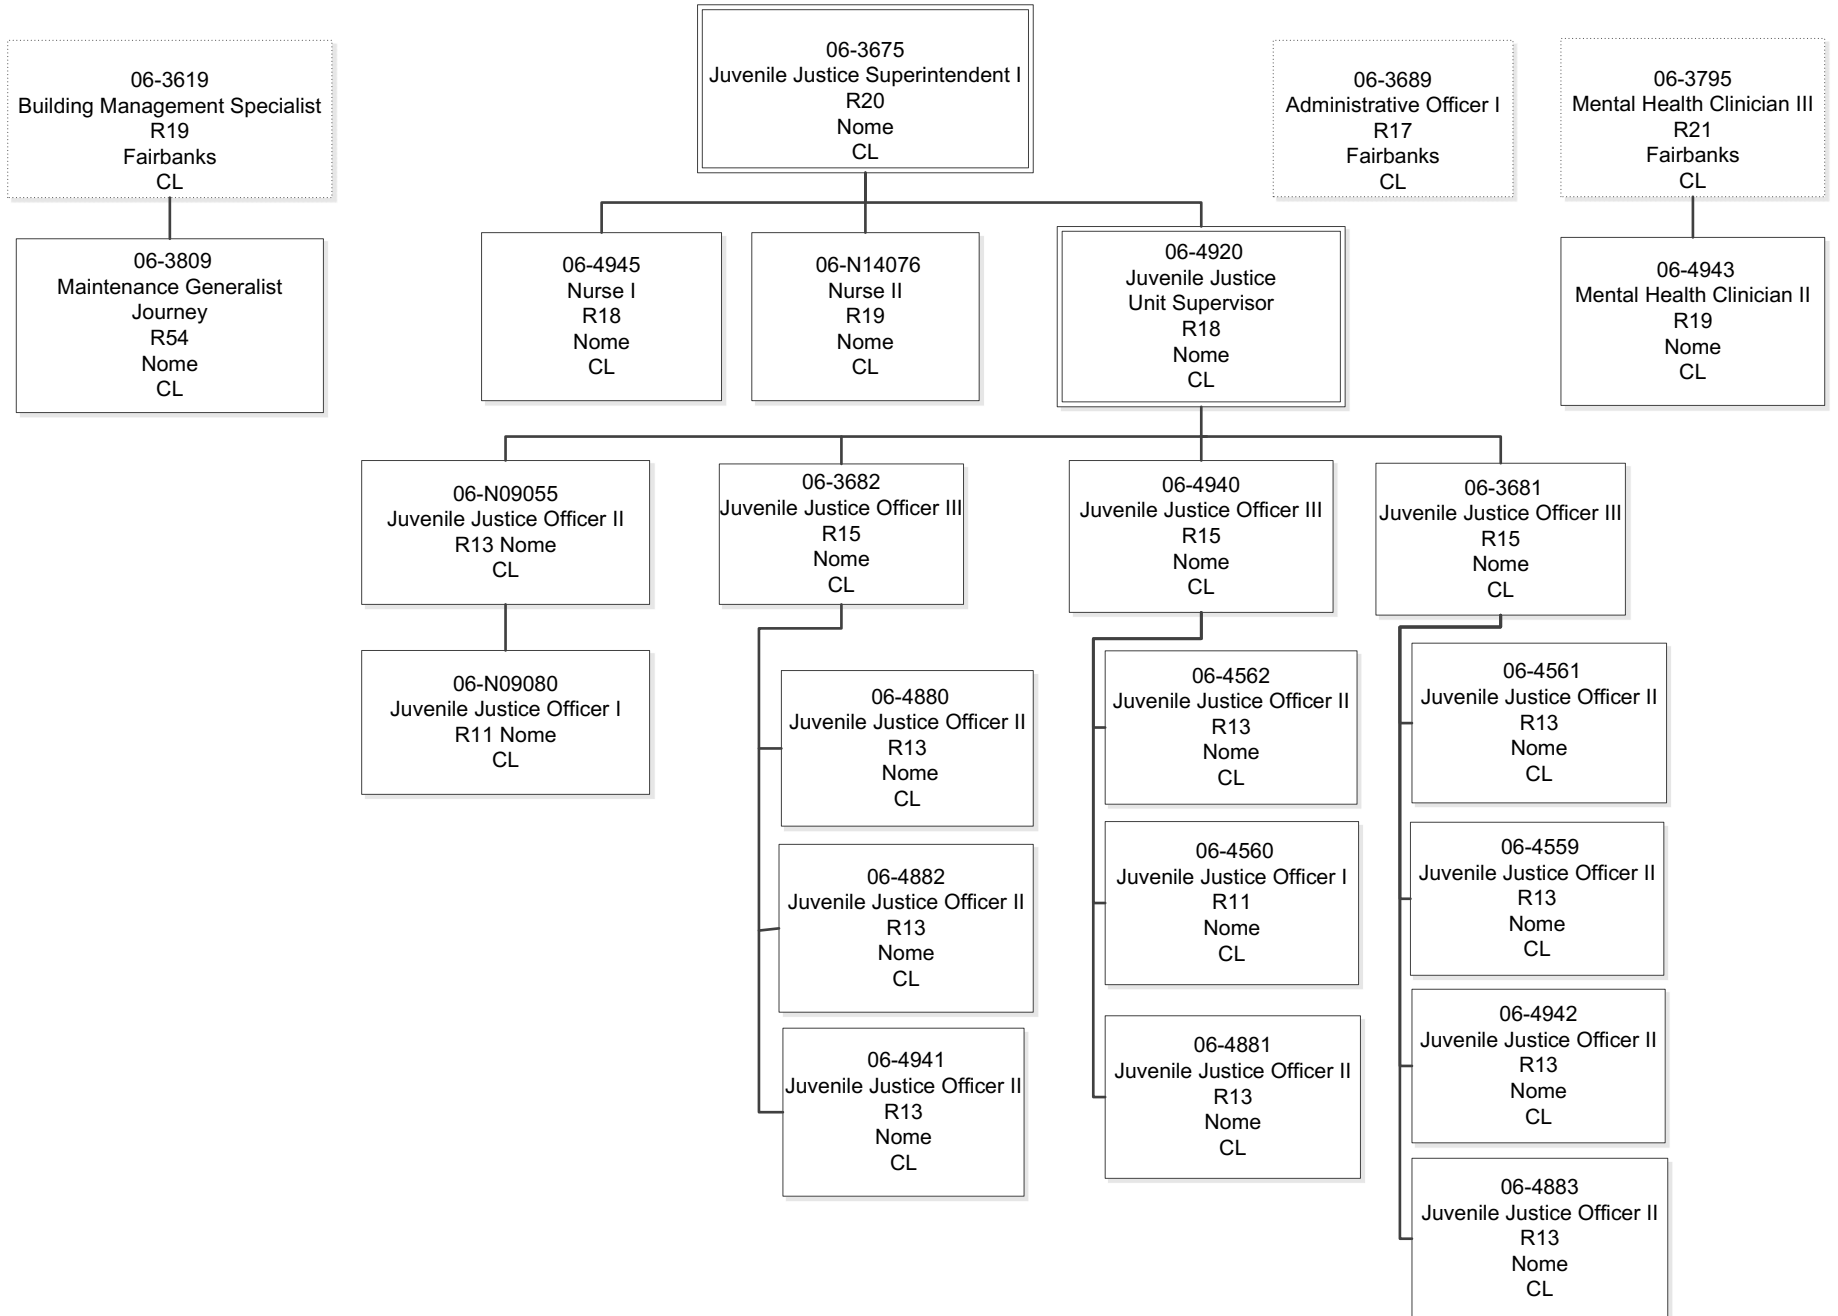 06-3619
Building Management Specialist
R19
Fairbanks
CL
06-3675
Juvenile Justice Superintendent I
R20
Nome
CL
06-3689
Administrative Officer I
R17
Fairbanks
CL
06-3795
Mental Health Clinician III
R21
Fairbanks
CL
06-3809
Maintenance Generalist
Journey
R54
Nome
CL
06-4945
Nurse I
R18
Nome
CL
06-N14076
Nurse II
R19
Nome
CL
06-4920
Juvenile Justice
Unit Supervisor
R18
Nome
CL
06-4943
Mental Health Clinician II
R19
Nome
CL
06-N09055
Juvenile Justice Officer II
R13 Nome
CL
06-3682
Juvenile Justice Officer III
R15
Nome
CL
06-4940
Juvenile Justice Officer III
R15
Nome
CL
06-3681
Juvenile Justice Officer III
R15
Nome
CL
06-N09080
Juvenile Justice Officer I
R11 Nome
CL
06-4880
Juvenile Justice Officer II
R13
Nome
CL
06-4882
Juvenile Justice Officer II
R13
Nome
CL
06-4941
Juvenile Justice Officer II
R13
Nome
CL
06-4562
Juvenile Justice Officer II
R13
Nome
CL
06-4560
Juvenile Justice Officer I
R11
Nome
CL
06-4881
Juvenile Justice Officer II
R13
Nome
CL
06-4561
Juvenile Justice Officer II
R13
Nome
CL
06-4559
Juvenile Justice Officer II
R13
Nome
CL
06-4942
Juvenile Justice Officer II
R13
Nome
CL
06-4883
Juvenile Justice Officer II
R13
Nome
CL